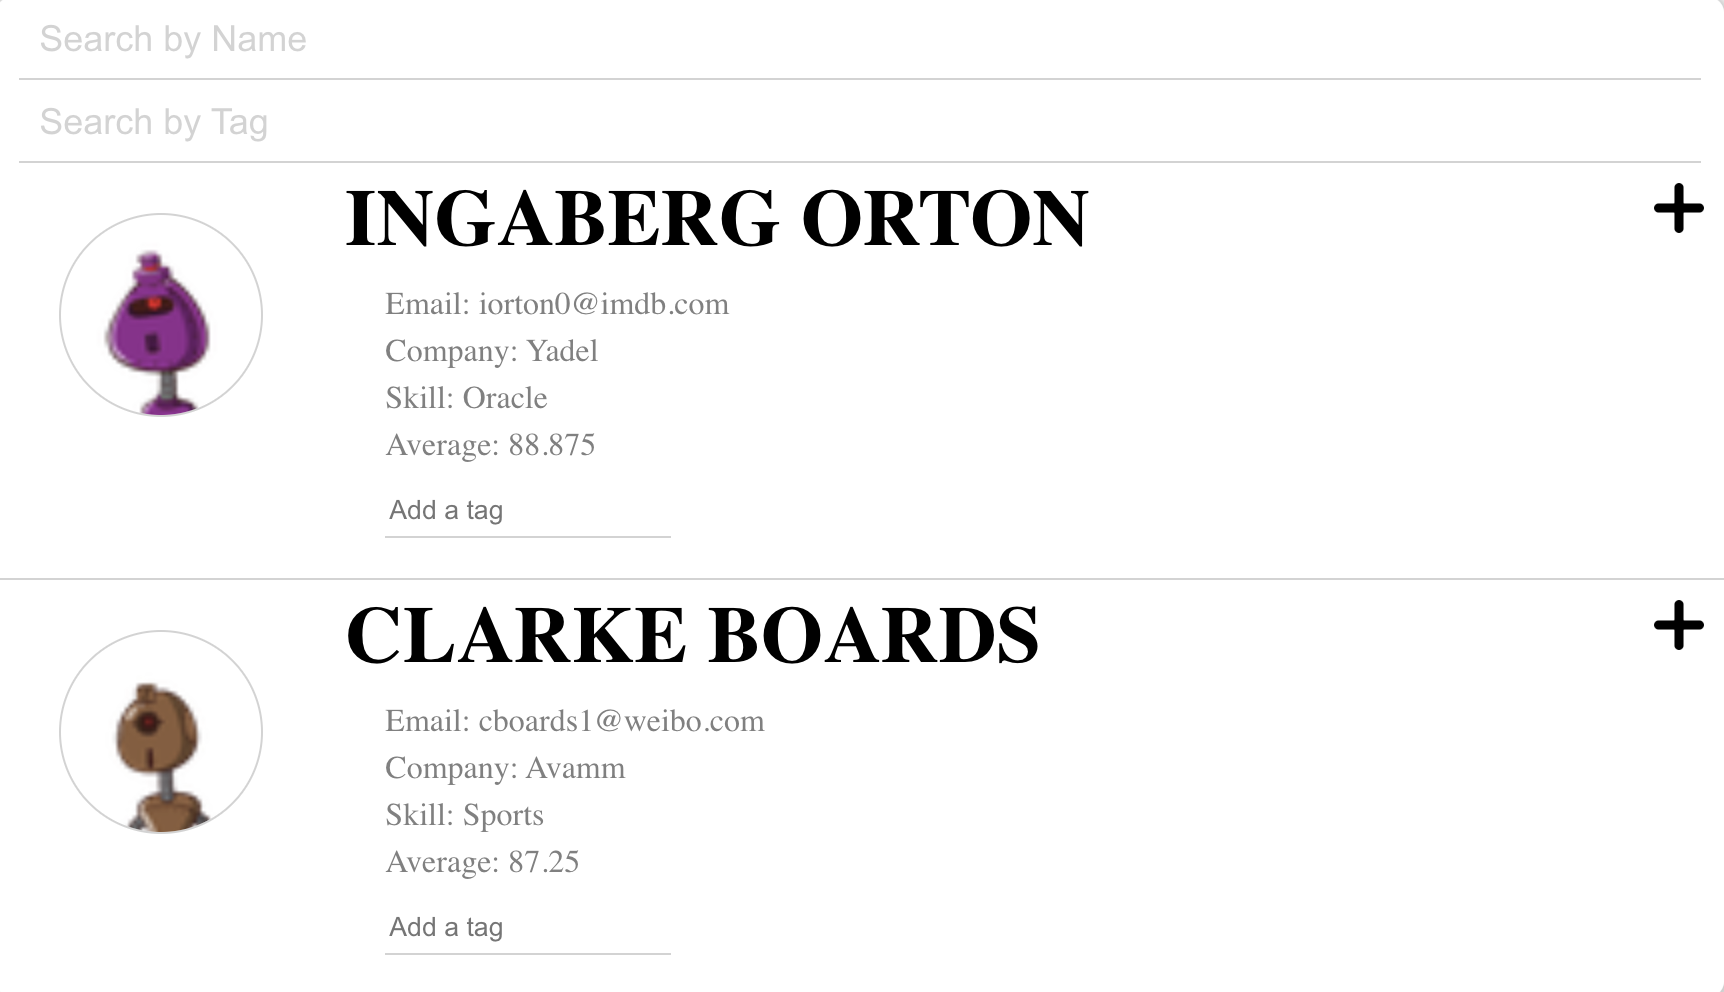 Search by Name
Search by Tag
INGABERG ORTON
Email: iorton0@imdb.com
Company: Yadel
Skill: Oracle
Average: 88.875
Add a tag
CLARKE BOARDS
Email: cboards1@weibo.com
Company: Avamm
Skill: Sports
Average: 87.25
Add a tag